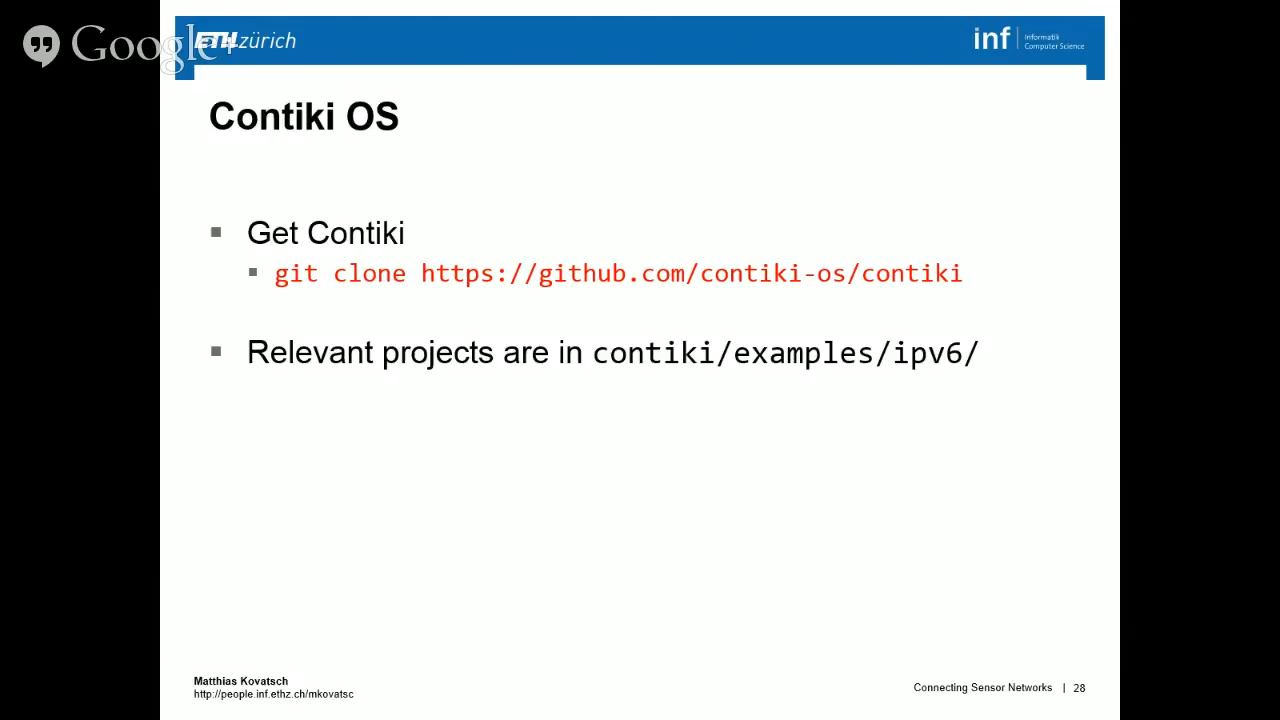 Google+
ETH zürich
inf
Informatik
Computer Science
Contiki OS
Get Contiki
git clone https://github.com/contiki-os/contiki
Relevant projects are in contiki/examples/ipv6/
Matthias Kovatsch
http://people.inf.ethz.ch/mkovatsc
Connecting Sensor Networks | 28